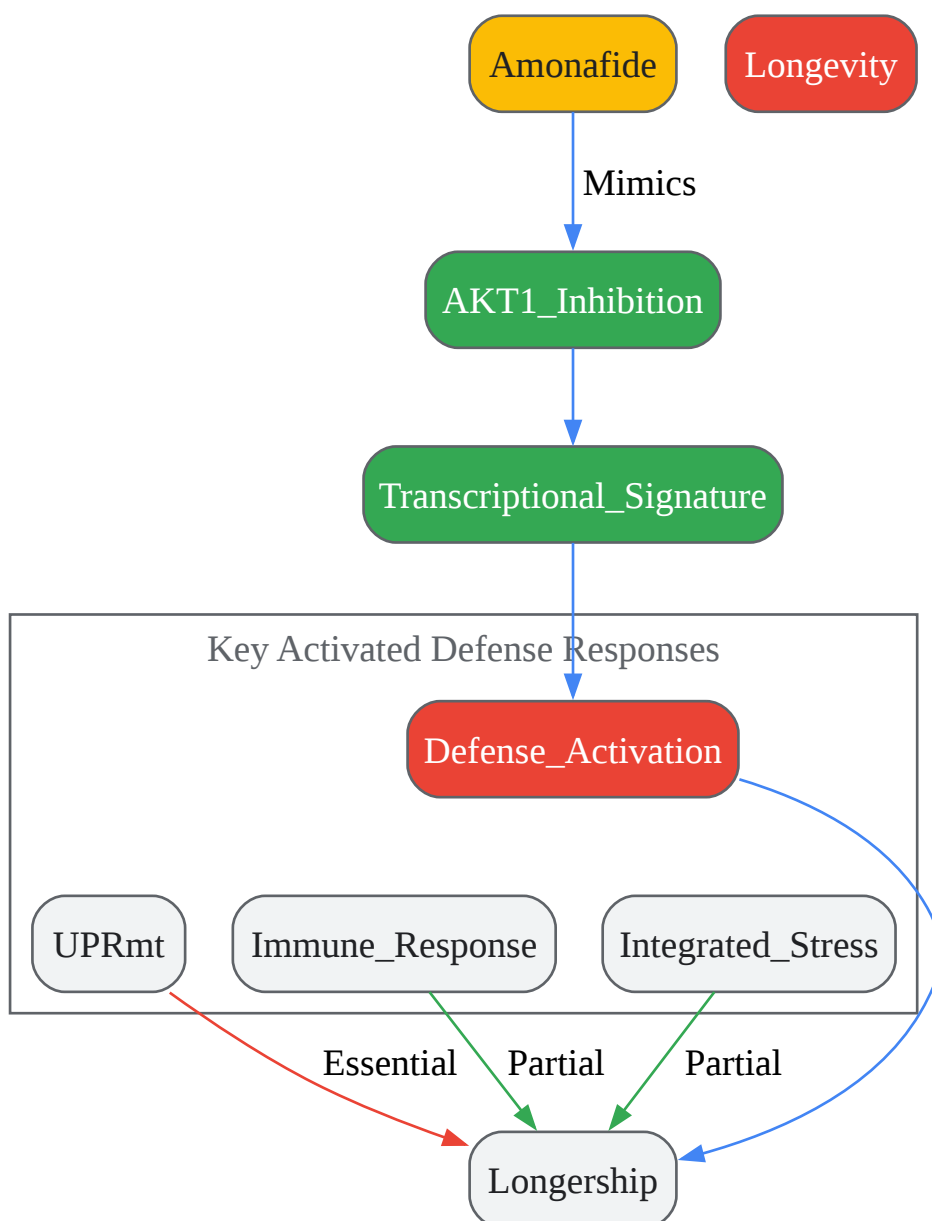 Amonafide
Longevity
Mimics
AKT1_Inhibition
Transcriptional_Signature
Key Activated Defense Responses
Defense_Activation
UPRmt
Immune_Response
Integrated_Stress
Essential
Partial
Partial
Longership